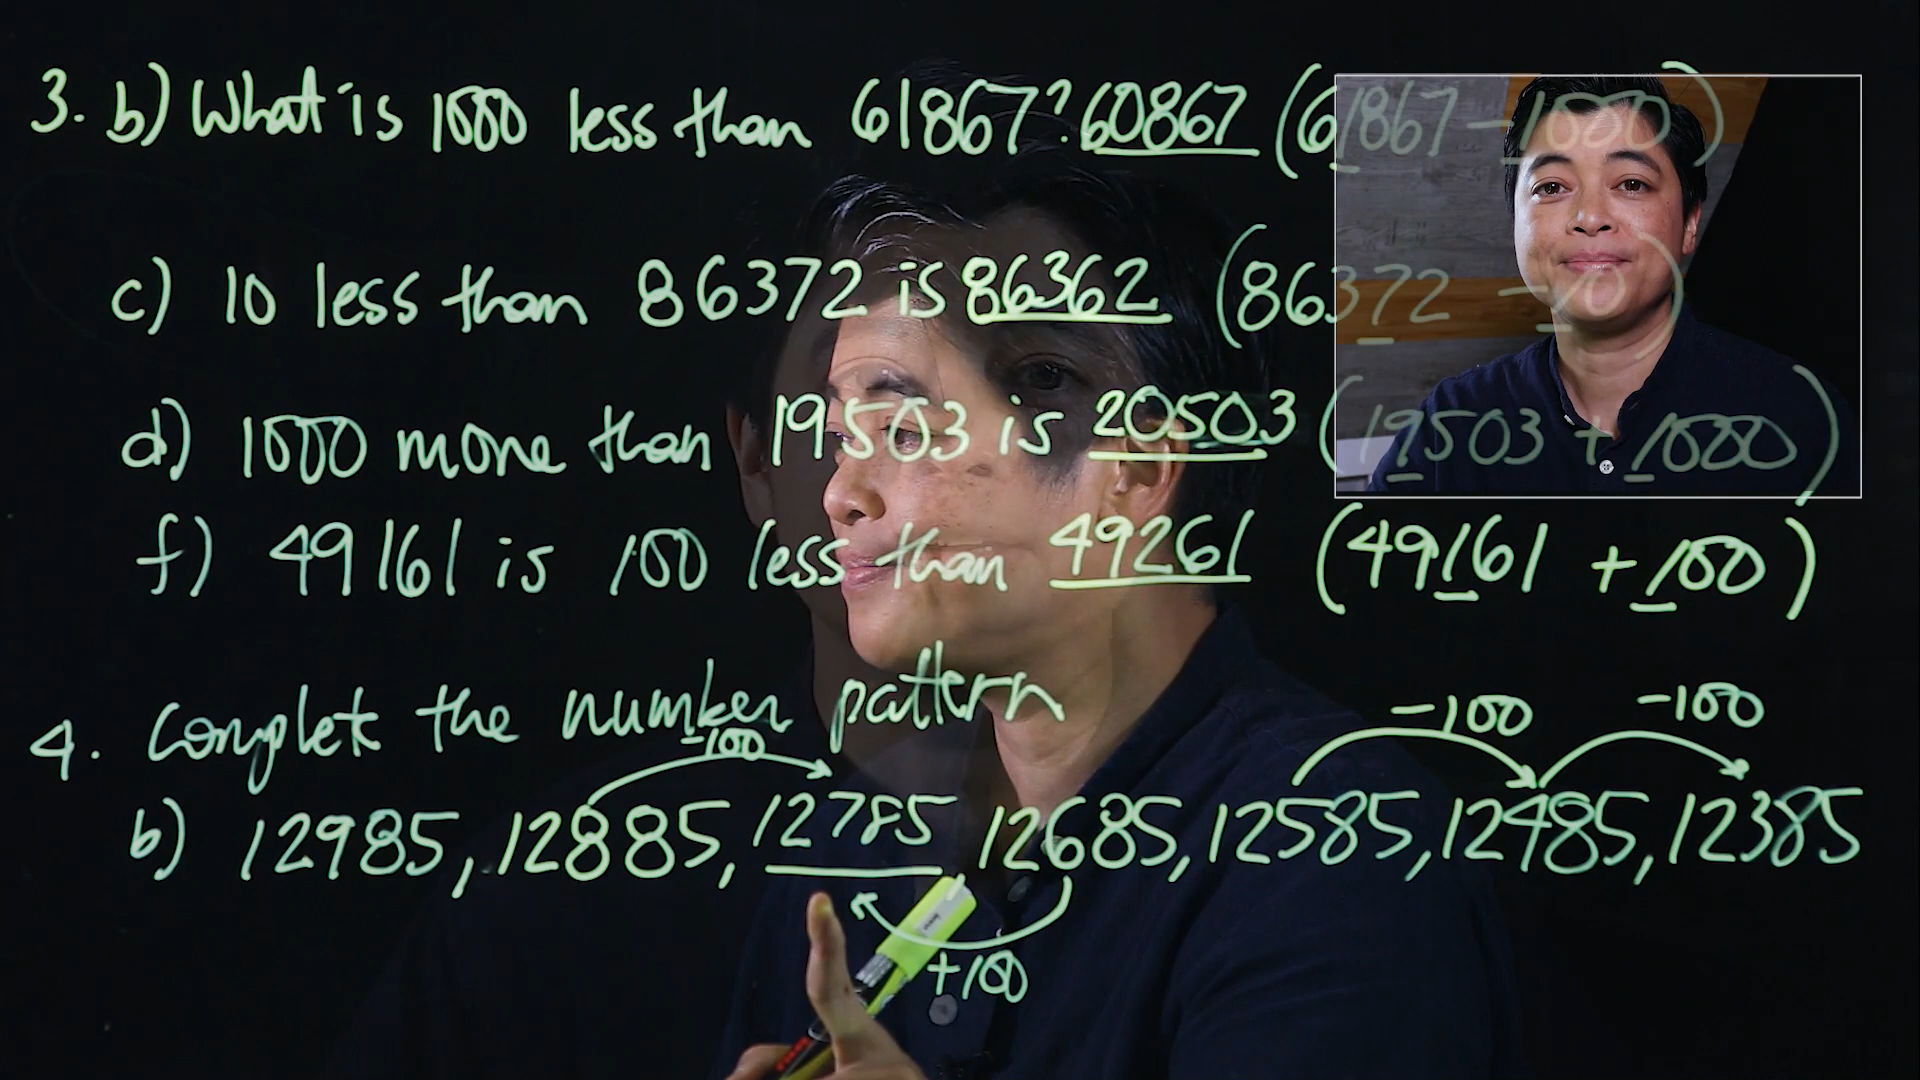 3. b) What is 1000 less than 61867? 60867 (61867 - 1000)
c) 10 less than 86372 is 86362 (86372 - 10)
d) 1000 more than 19503 is 20503 (19503 + 1000)
f) 49161 is 100 less than 49261 (49161 + 100)
4. Complete the number pattern
-100 -100 -100
b) 12985, 12885, 12785, 12685, 12585, 12485, 12385
+100